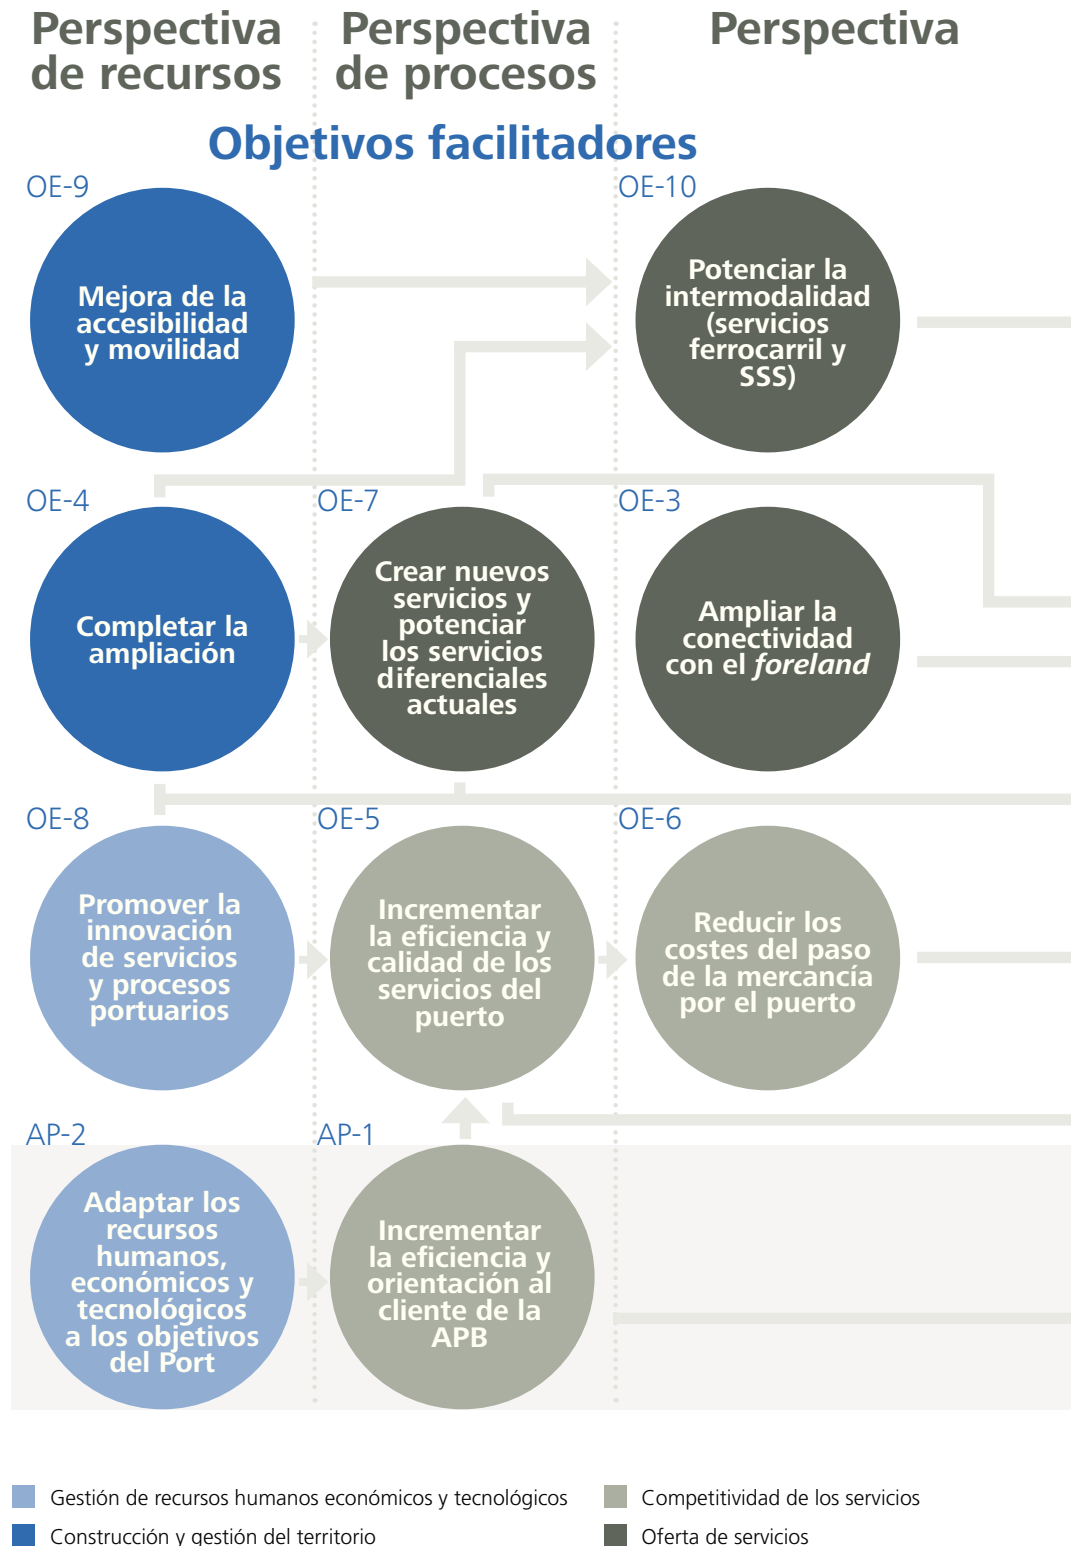 Perspectiva
de recursos
Perspectiva
de procesos
Perspectiva
Objetivos facilitadores
OE-9
Mejora de la
accesibilidad
y movilidad
OE-10
Potenciar la
intermodalidad
(servicios
ferrocarril y
SSS)
OE-4
Completar la
ampliación
OE-7
Crear nuevos
servicios y
potenciar
los servicios
diferenciales
actuales
OE-3
Ampliar la
conectividad
con el foreland
OE-8
Promover la
innovación
de servicios
y procesos
portuarios
OE-5
Incrementar
la eficiencia y
calidad de los
servicios del
puerto
OE-6
Reducir los
costes del paso
de la mercancía
por el puerto
AP-2
Adaptar los
recursos
humanos,
económicos y
tecnológicos
a los objetivos
del Port
AP-1
Incrementar
la eficiencia y
orientación al
cliente de la
APB
Gestión de recursos humanos económicos y tecnológicos
Construcción y gestión del territorio
Competitividad de los servicios
Oferta de servicios